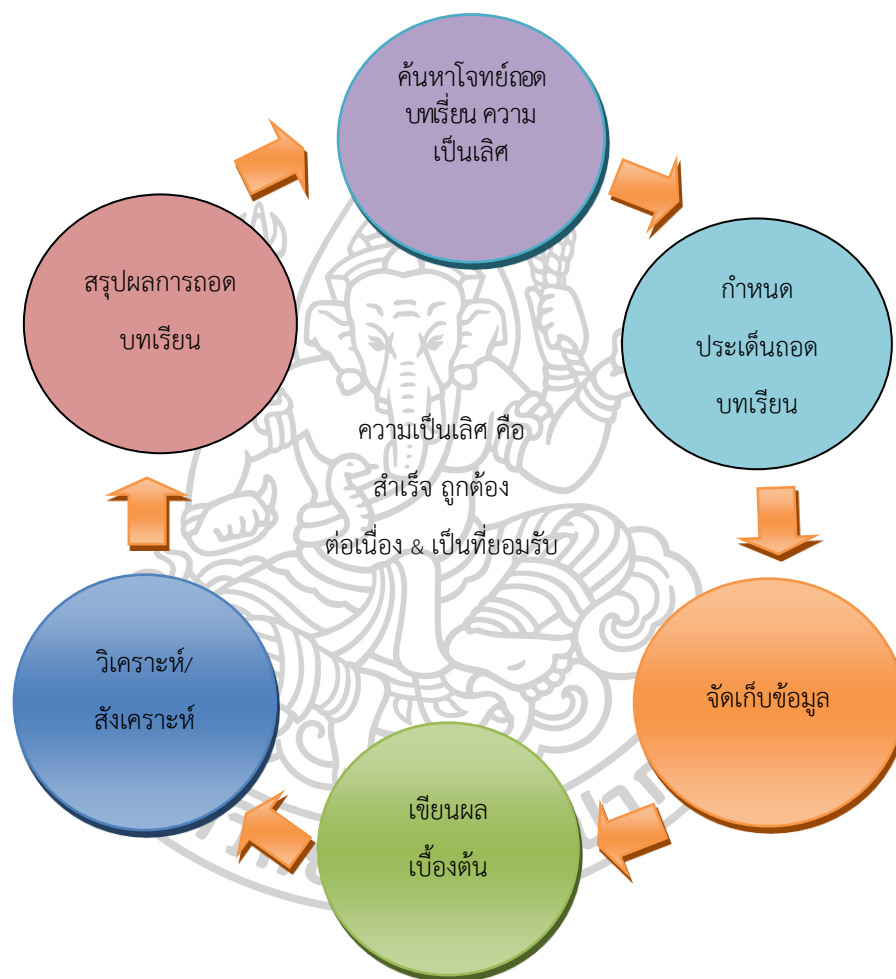 ค้นหาโจทย์ถอด
บทเรี่ยน ความ
เป็นเลิศ
กำหนด
ประเด็นถอด
บทเรียน
จัดเก็บข้อมูล
เขียนผล
เบื้องต้น
วิเคราะห์/
สังเคราะห์
สรุปผลการถอด
บทเรียน
ความเป็นเลิศ คือ
สำเร็จ ถูกต้อง
ต่อเนื่อง & เป็นที่ยอมรับ